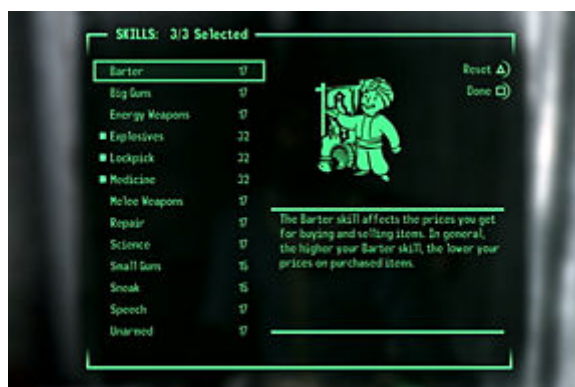 SKILLS: 3/3 Selected
Barter 17
Big Guns 17
Energy Weapons 17
Explosives 32
Lockpick 32
Medicine 32
Melee Weapons 17
Repair 17
Science 17
Small Guns 15
Sneak 15
Speech 17
Unarmed 17
Reset
Done
The Barter skill affects the prices you get
for buying and selling items. In general,
the higher your Barter skill, the lower your
prices on purchased items.